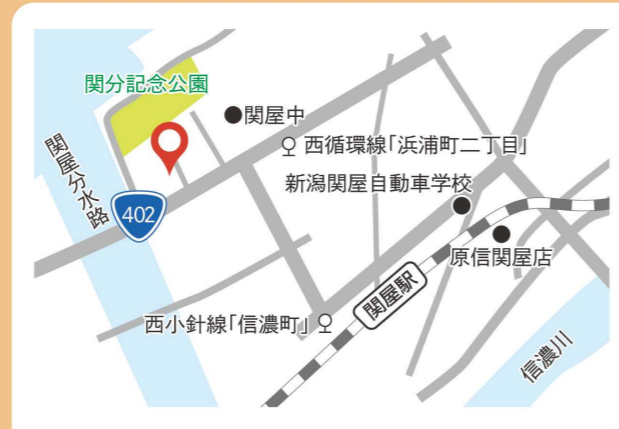 関分記念公園
関屋中
関屋分水路
西循環線「浜浦町二丁目」
新潟関屋自動車学校
402
原信関屋店
関屋駅
西小針線「信濃町」
信濃川